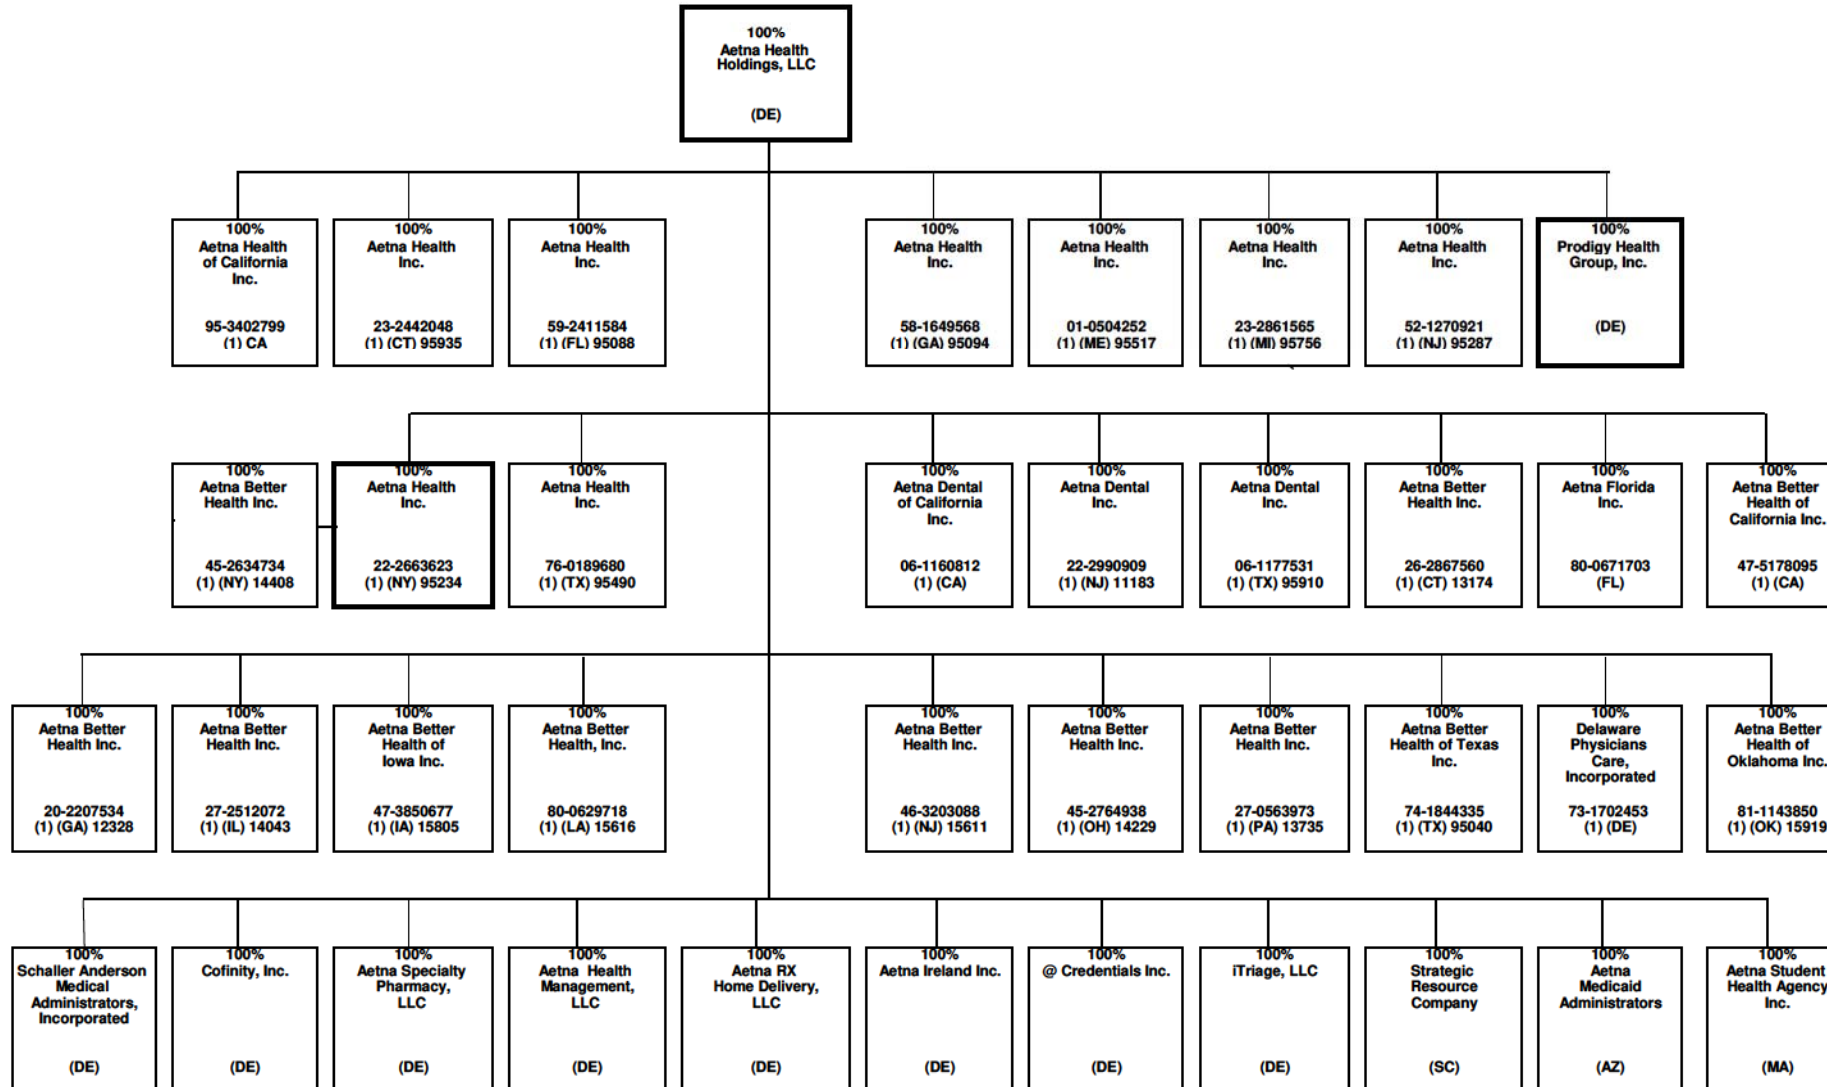 100%
Aetna Health
Holdings, LLC
(DE)
100%
Aetna Health
of California
Inc.
95-3402799
(1) CA
100%
Aetna Health
Inc.
23-2442048
(1) (CT) 95935
100%
Aetna Health
Inc.
59-2411584
(1) (FL) 95088
100%
Aetna Health
Inc.
58-1649568
(1) (GA) 95094
100%
Aetna Health
Inc.
01-0504252
(1) (ME) 95517
100%
Aetna Health
Inc.
23-2861565
(1) (MI) 95756
100%
Aetna Health
Inc.
52-1270921
(1) (NJ) 95287
100%
Prodigy Health
Group, Inc.
(DE)
100%
Aetna Better
Health Inc.
45-2634734
(1) (NY) 14408
100%
Aetna Health
Inc.
22-2663623
(1) (NY) 95234
100%
Aetna Health
Inc.
76-0189680
(1) (TX) 95490
100%
Aetna Dental
of California
Inc.
06-1160812
(1) (CA)
100%
Aetna Dental
Inc.
22-2990909
(1) (NJ) 11183
100%
Aetna Dental
Inc.
06-1177531
(1) (TX) 95910
100%
Aetna Better
Health Inc.
26-2867560
(1) (CT) 13174
100%
Aetna Florida
Inc.
80-0671703
(FL)
100%
Aetna Better
Health of
California Inc.
47-5178095
(1) (CA)
100%
Aetna Better
Health Inc.
20-2207534
(1) (GA) 12328
100%
Aetna Better
Health Inc.
27-2512072
(1) (IL) 14043
100%
Aetna Better
Health of
Iowa Inc.
47-3850677
(1) (IA) 15805
100%
Aetna Better
Health, Inc.
80-0629718
(1) (LA) 15616
100%
Aetna Better
Health Inc.
46-3203088
(1) (NJ) 15611
100%
Aetna Better
Health Inc.
45-2764938
(1) (OH) 14229
100%
Aetna Better
Health Inc.
27-0563973
(1) (PA) 13735
100%
Aetna Better
Health of Texas
Inc.
74-1844335
(1) (TX) 95040
100%
Delaware
Physicians
Care,
Incorporated
73-1702453
(1) (DE)
100%
Aetna Better
Health of
Oklahoma Inc.
81-1143850
(1) (OK) 15919
100%
Schaller Anderson
Medical
Administrators,
Incorporated
(DE)
100%
Cofinity, Inc.
(DE)
100%
Aetna Specialty
Pharmacy,
LLC
(DE)
100%
Aetna Health
Management,
LLC
(DE)
100%
Aetna RX
Home Delivery,
LLC
(DE)
100%
Aetna Ireland Inc.
(DE)
100%
@ Credentials Inc.
(DE)
100%
iTriage, LLC
(DE)
100%
Strategic
Resource
Company
(SC)
100%
Aetna
Medicaid
Administrators
(AZ)
100%
Aetna Student
Health Agency
Inc.
(MA)